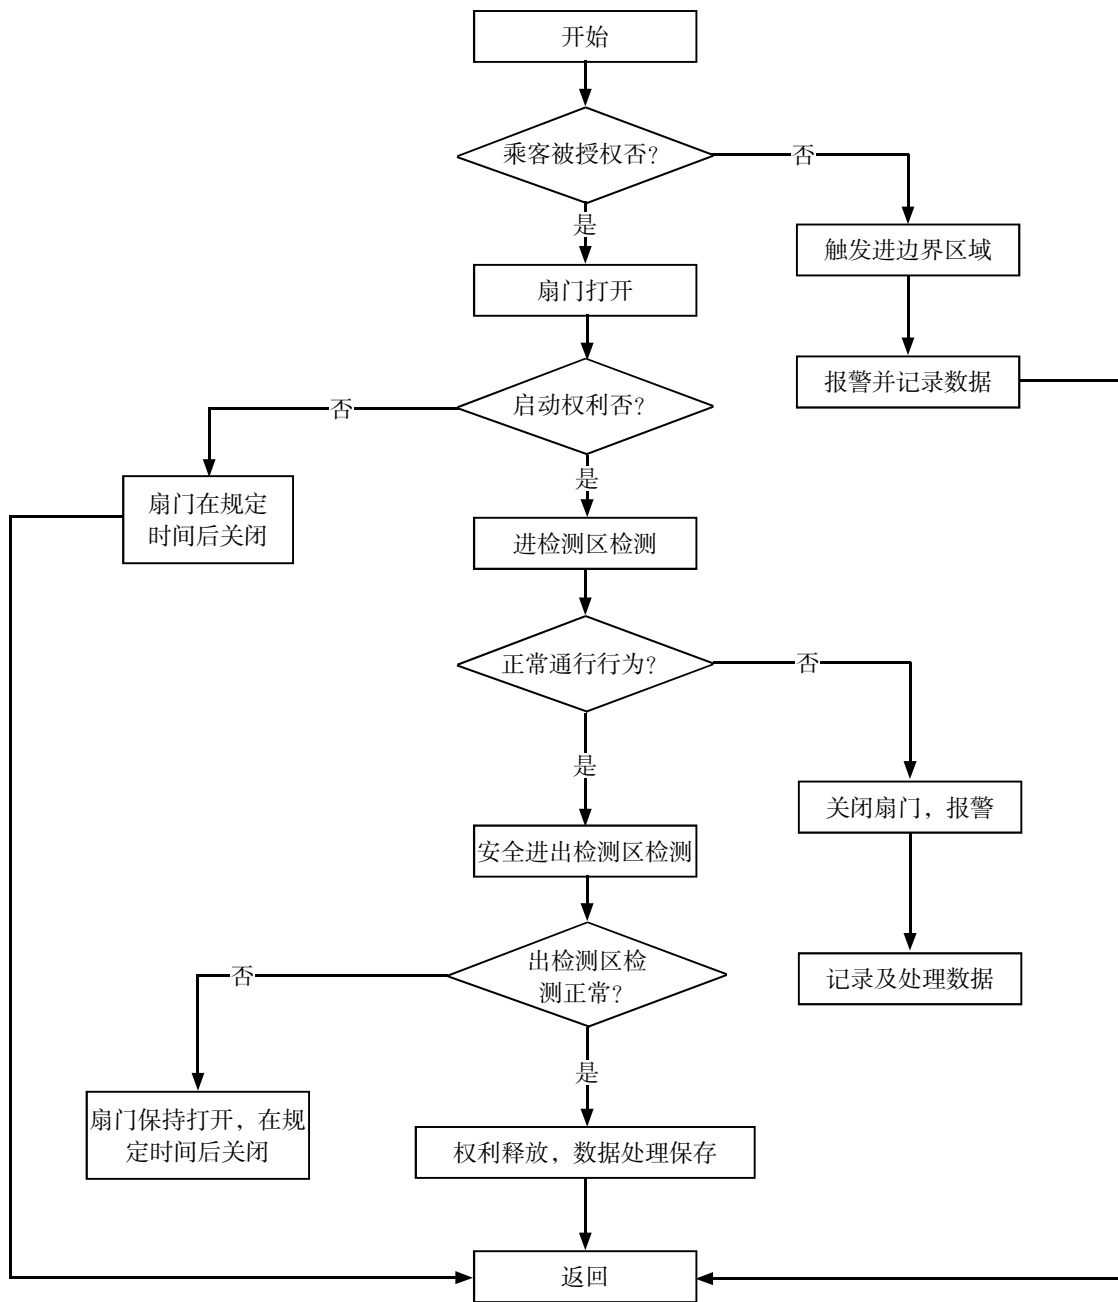 开始
乘客被授权否？
否
是
触发进边界区域
扇门打开
报警并记录数据
启动权利否？
否
是
扇门在规定
时间后关闭
进检测区检测
正常通行行为？
否
是
关闭扇门，报警
安全进出检测区检测
出检测区检
测正常？
否
记录及处理数据
是
扇门保持打开，在规
定时间后关闭
权利释放，数据处理保存
返回